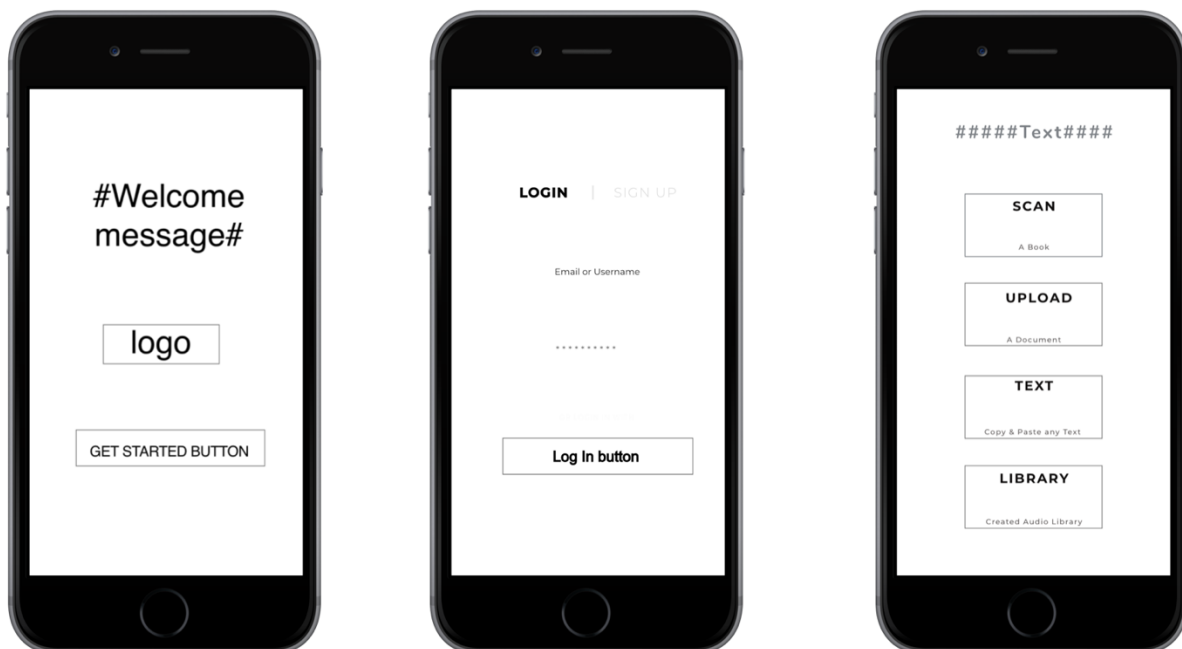 #Welcome
message#
logo
GET STARTED BUTTON
LOGIN | SIGN UP
Email or Username
Log In button
#####Text####
SCAN
A Book
UPLOAD
A Document
TEXT
Copy & Paste any Text
LIBRARY
Created Audio Library